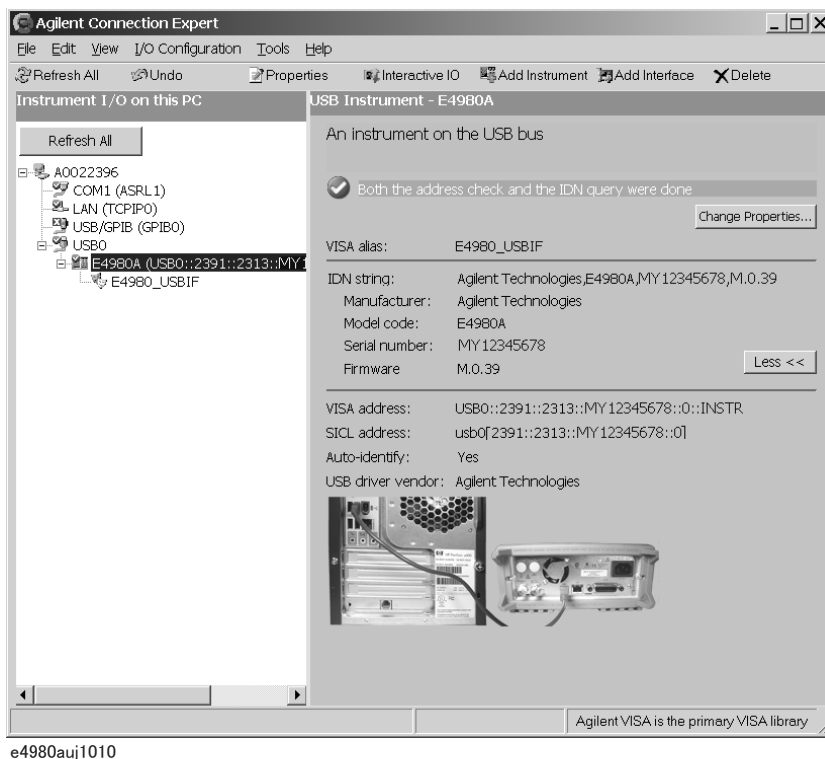 Agilent Connection Expert
File Edit View I/O Configuration Tools Help
Refresh All Undo Properties Interactive IO Add Instrument Add Interface Delete
Instrument I/O on this PC
USB Instrument - E4980A
Refresh All
An instrument on the USB bus
A0022396
COM1 (ASRL1)
LAN (TCPIP0)
USB/GPIB (GPIB0)
USB0
E4980A (USB0::2391::2313::MY1
E4980_USBIF
Both the address check and the IDN query were done
Change Properties...
VISA alias: E4980_USBIF
IDN string: Agilent Technologies,E4980A,MY12345678,M.0.39
Manufacturer: Agilent Technologies
Model code: E4980A
Serial number: MY12345678
Firmware M.0.39
Less <<
VISA address: USB0::2391::2313::MY12345678::0::INSTR
SICL address: usb0[2391::2313::MY12345678::0]
Auto-identify: Yes
USB driver vendor: Agilent Technologies
Agilent VISA is the primary VISA library
e4980auj1010